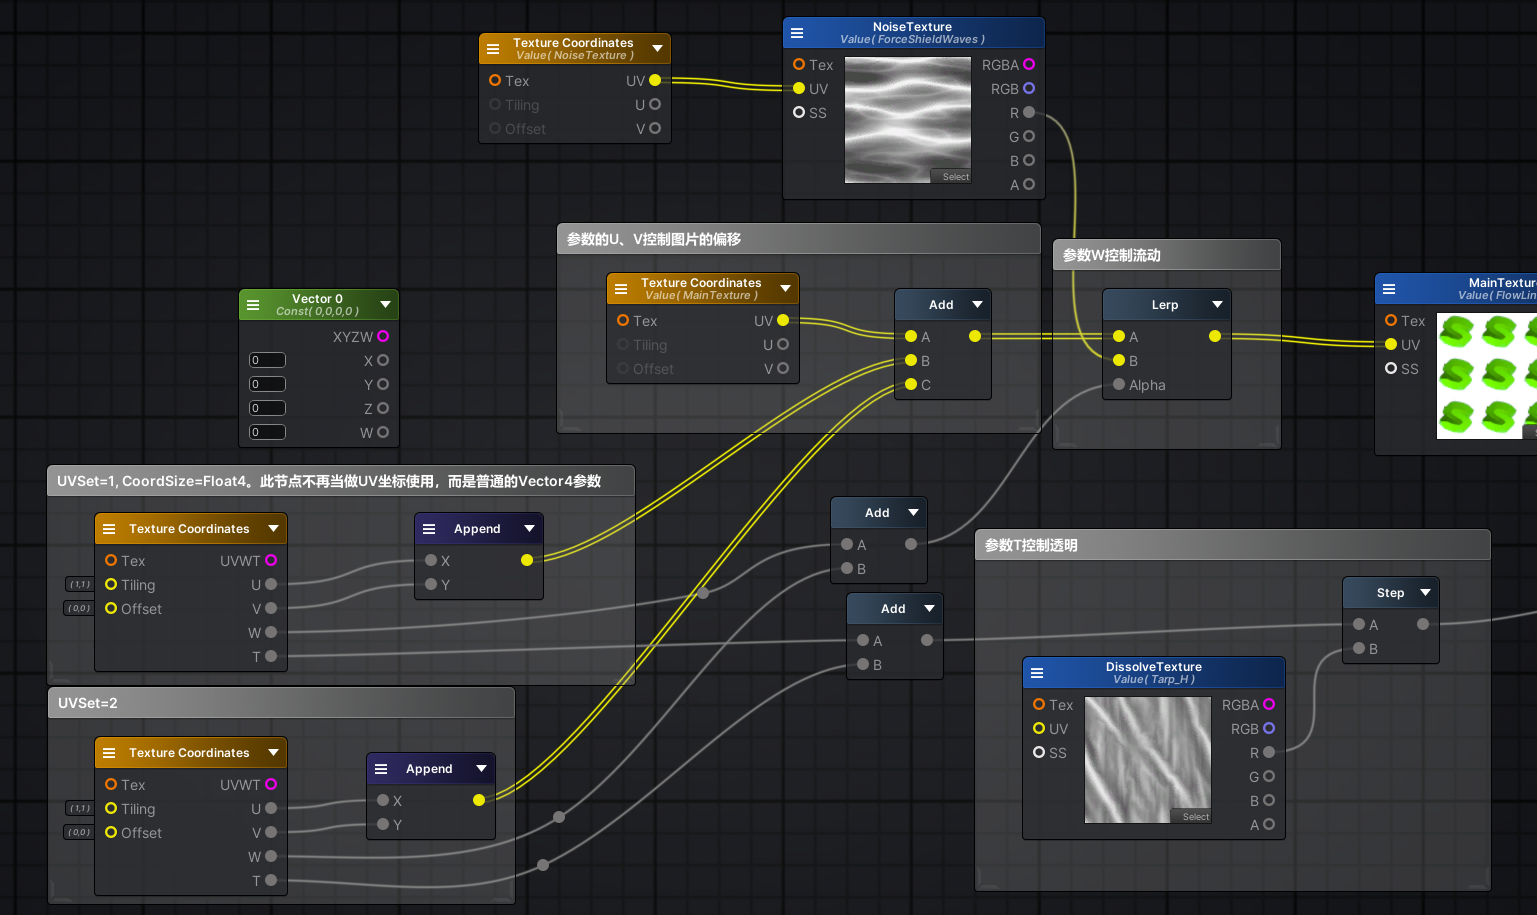 Texture Coordinates
Value( NoiseTexture )
Tex
UV
Tiling
U
Offset
V
NoiseTexture
Value( ForceShieldWaves )
Tex
RGBA
UV
RGB
SS
R
G
B
A
Select
参数的U、V控制图片的偏移
Texture Coordinates
Value( MainTexture )
Tex
UV
Tiling
U
Offset
V
Add
A
B
C
参数W控制流动
Lerp
A
B
Alpha
MainTextur
Value( FlowLin
Tex
UV
SS
Vector 0
Const( 0,0,0,0 )
XYZW
0
X
0
Y
0
Z
0
W
UVSet=1, CoordSize=Float4。此节点不再当做UV坐标使用，而是普通的Vector4参数
Texture Coordinates
Tex
UVWT
(1,1)
Tiling
U
(0,0)
Offset
V
W
T
Append
X
Y
Add
A
B
Add
A
B
UVSet=2
Texture Coordinates
Tex
UVWT
(1,1)
Tiling
U
(0,0)
Offset
V
W
T
Append
X
Y
参数T控制透明
Step
A
B
DissolveTexture
Value( Tarp_H )
Tex
RGBA
UV
RGB
SS
R
G
B
A
Select